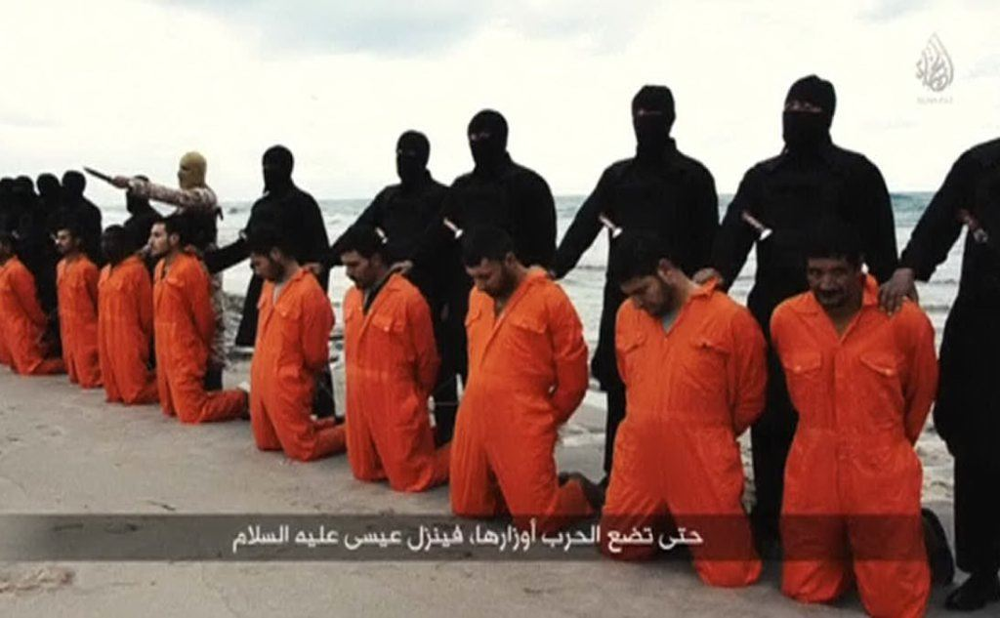 حتى تضع الحرب أوزارها، فينزل عيسى عليه السلام